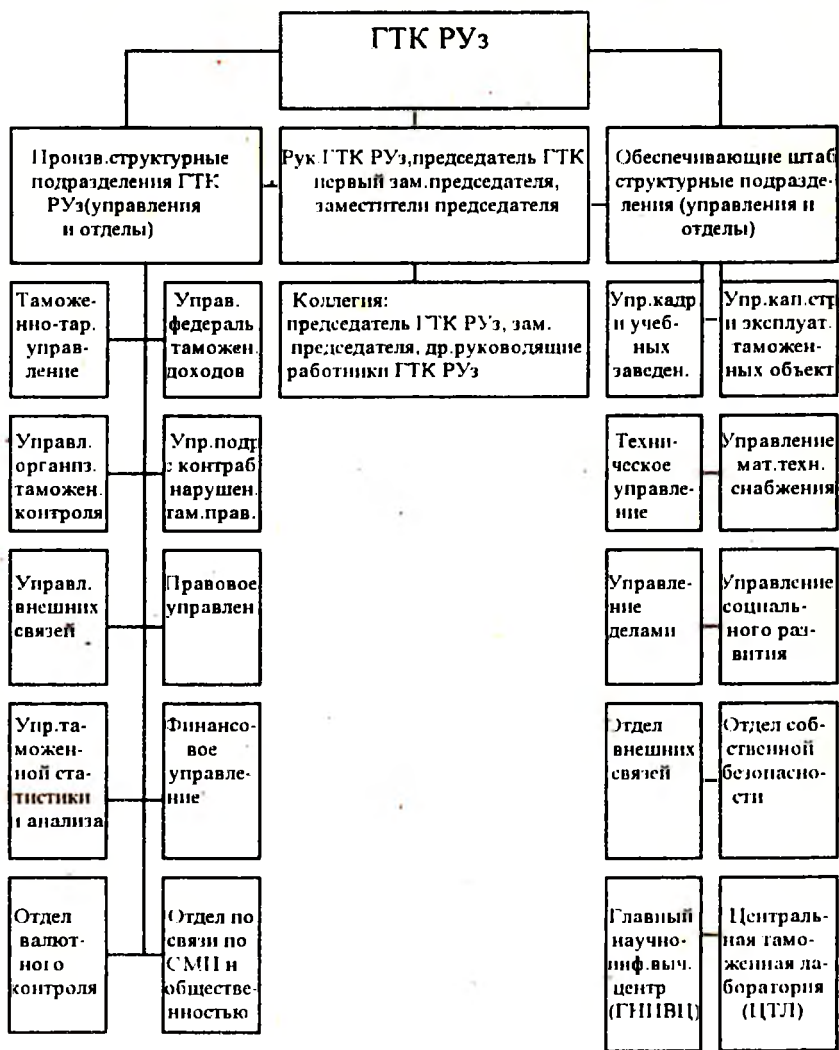 ГТК РУз
Произв.структурные
подразделения ГТК
РУз(управления
и отделы)
Рук.ГТК РУз,председатель ГТК
первый зам.председателя,
заместители председателя
Обеспечивающие штаб
структурные подразде-
ления (управления и
отделы)
Таможе-
нно-тар.
управ-
ление
Управ.
федераль.
таможен.
доходов
Коллегия:
председатель ГТК РУз, зам.
председателя, др.руководящие
работники ГТК РУз
Упр.кадр.
и учеб-
ных
заведен.
Упр.кап.стр
и эксплуат.
таможен-
ных объект
Управл.
организ.
таможен.
контроля
Упр.подр
с контраб
нарушен.
там.прав.
Техни-
ческое
управле-
ние
Управление
мат.техн.
снабжения
Управл.
внешних
связей
Правовое
управлен
Управле-
ние
делами
Управление
социаль-
ного раз-
вития
Упр.та-
можен-
ной ста-
тистики
и анализа
Финансо-
вое
управле-
ние
Отдел
внешних
связей
Отдел соб-
ственной
безопасно-
сти
Отдел
валют-
ного
контроля
Отдел по
связи по
СМИ и
обществе-
нностью
Главный
научно-
инф.выч.
центр
(ГНИВЦ)
Централь-
ная тамо-
женная ла-
боратория
(ЦТЛ)